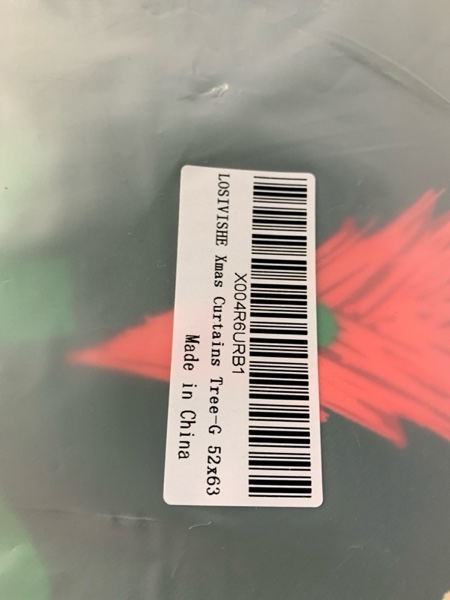 X004R6URB1
LOSIVISHE Xmas Curtains Tree-G 52x63
Made in China